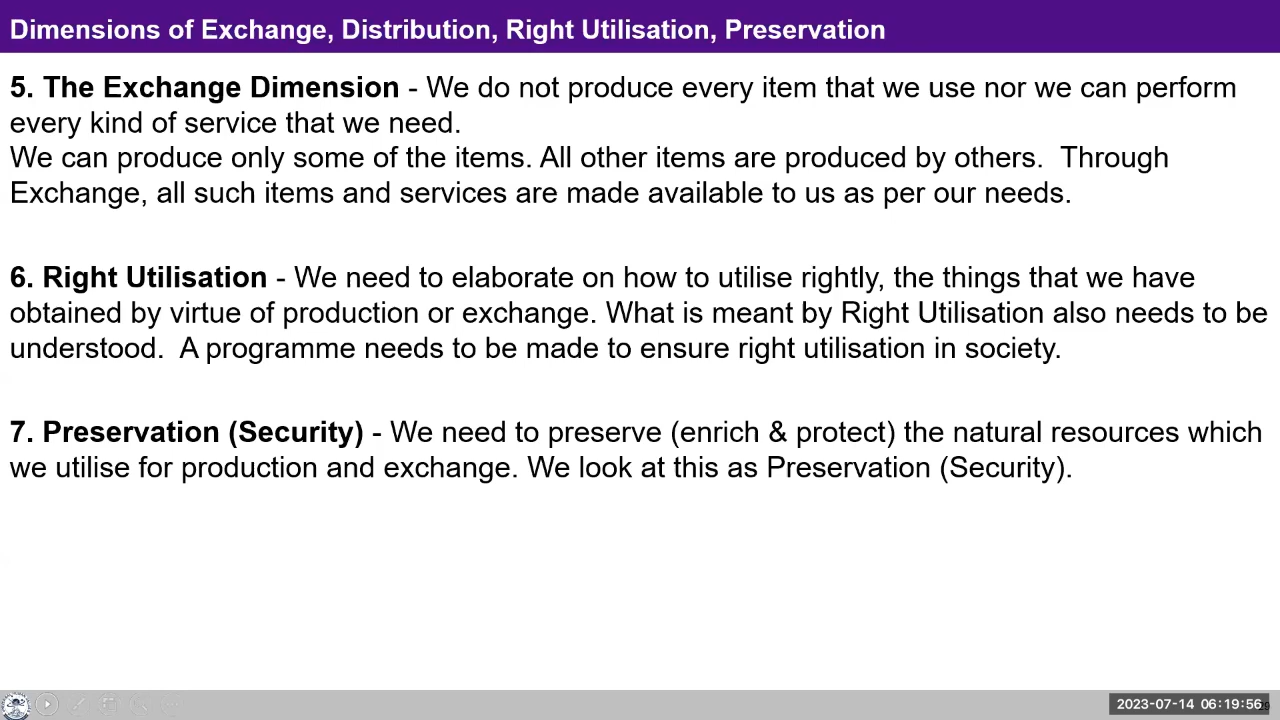 Dimensions of Exchange, Distribution, Right Utilisation, Preservation
5. The Exchange Dimension - We do not produce every item that we use nor we can perform
every kind of service that we need.
We can produce only some of the items. All other items are produced by others.  Through
Exchange, all such items and services are made available to us as per our needs.
6. Right Utilisation - We need to elaborate on how to utilise rightly, the things that we have
obtained by virtue of production or exchange. What is meant by Right Utilisation also needs to be
understood.  A programme needs to be made to ensure right utilisation in society.
7. Preservation (Security) - We need to preserve (enrich & protect) the natural resources which
we utilise for production and exchange. We look at this as Preservation (Security).
2023-07-14 06:19:56